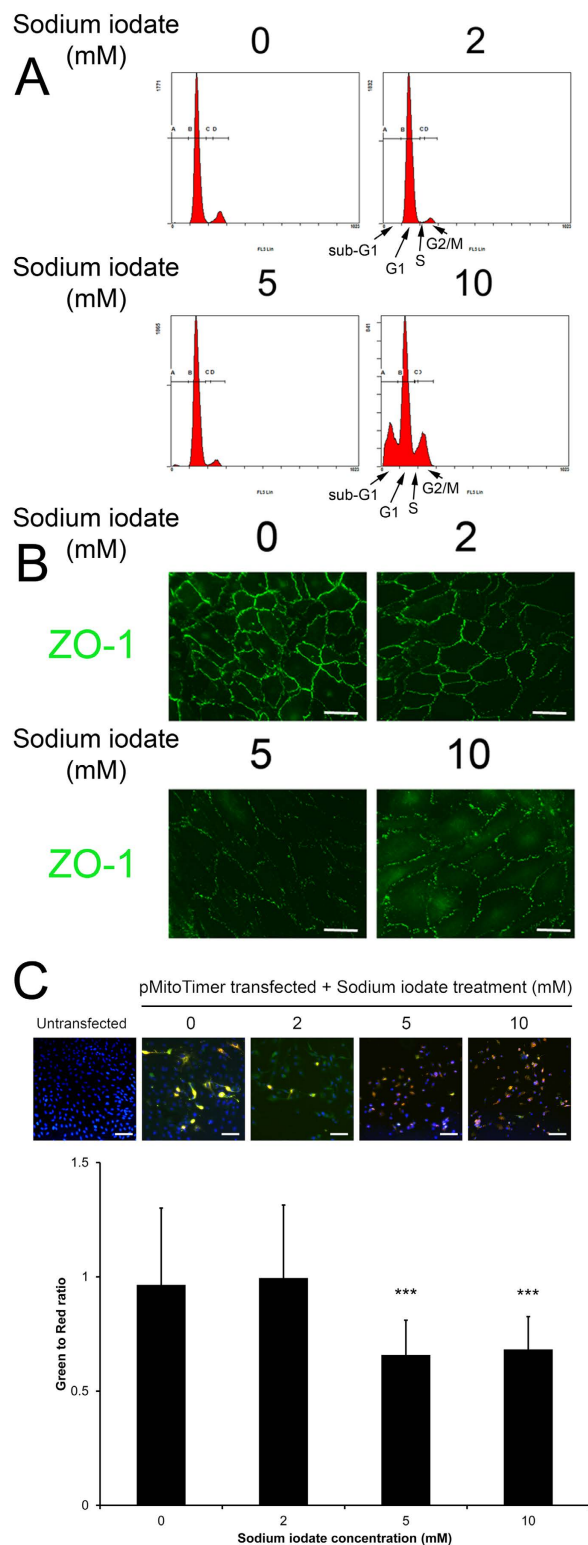 Sodium iodate
(mM)
0
2
A
1771
A B C D
0
1023
FL3 Lin
1832
A B C D
0
1023
FL3 Lin
sub-G1
G1
S
G2/M
Sodium iodate
(mM)
5
10
A B C D
0
1023
FL3 Lin
841
A B
0
1023
FL3 Lin
sub-G1
G1
S
G2/M
Sodium iodate
(mM)
0
2
B
ZO-1
Sodium iodate
(mM)
5
10
ZO-1
C
pMitoTimer transfected + Sodium iodate treatment (mM)
Untransfected
0
2
5
10
1.5
1
0.5
0
Green to Red ratio
***
***
0
2
5
10
Sodium iodate concentration (mM)